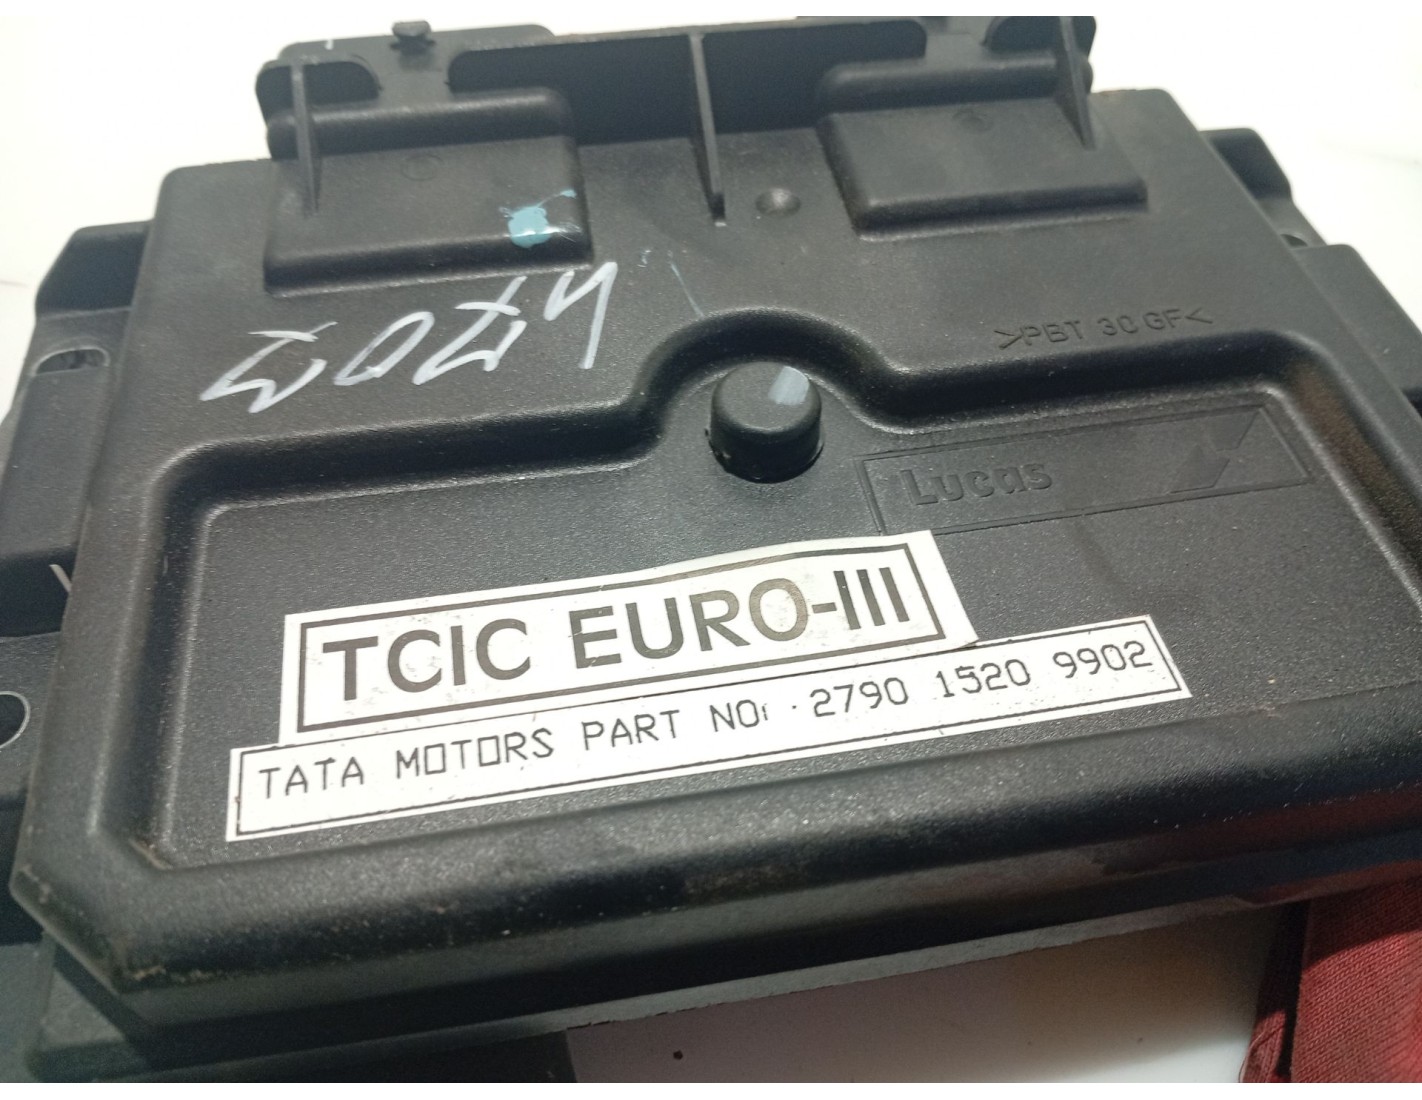 >PBT 30 GF<
Lucas
TCIC EURO-III
TATA MOTORS PART NO: 2790 1520 9902